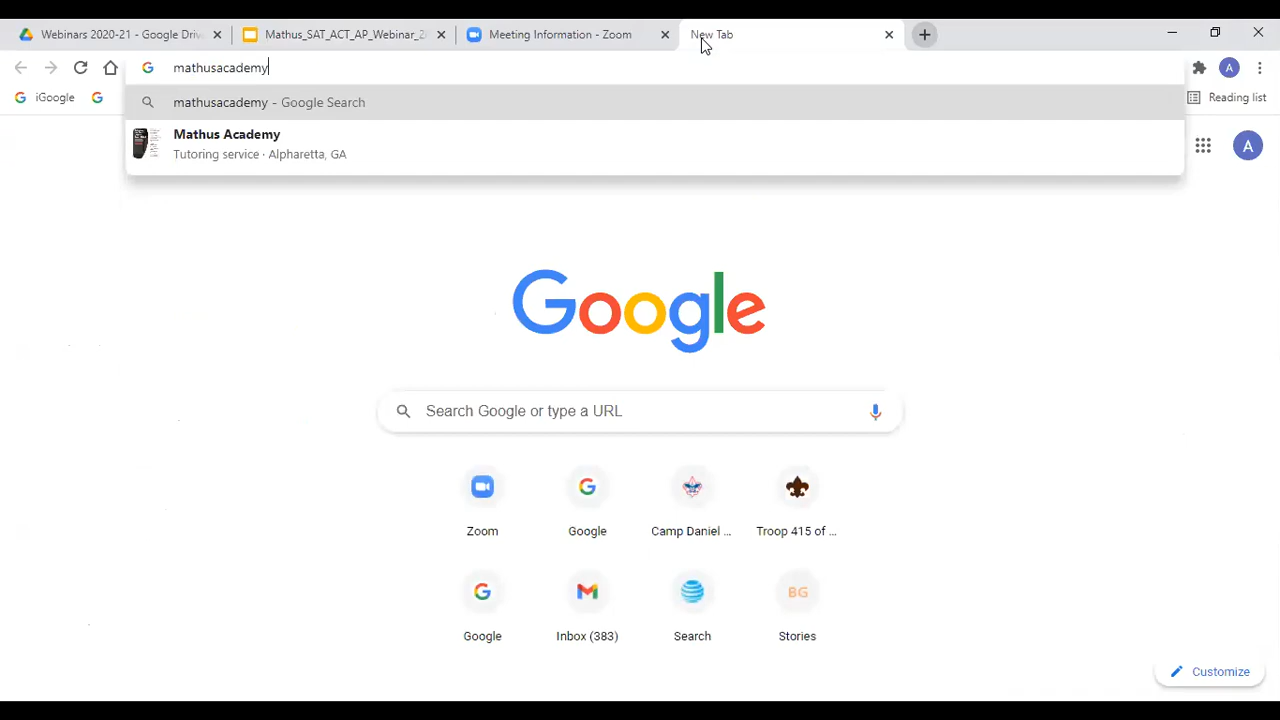 Webinars 2020-21 - Google Driv
Mathus_SAT_ACT_AP_Webinar_2
Meeting Information - Zoom
New Tab
mathusacademy
A
iGoogle
Reading list
mathusacademy - Google Search
Mathus Academy
Tutoring service · Alpharetta, GA
A
Google
Search Google or type a URL
Zoom
Google
Camp Daniel ...
Troop 415 of ...
BG
Google
Inbox (383)
Search
Stories
Customize